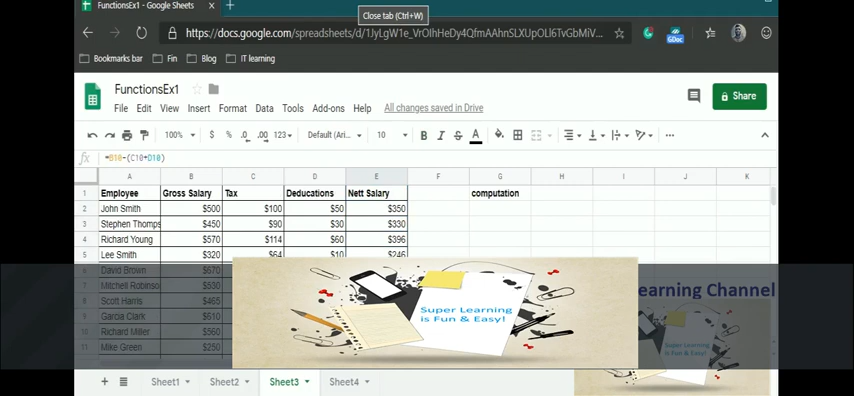 FunctionsEx1 - Google Sheets
Close tab (Ctrl+W)
https://docs.google.com/spreadsheets/d/
Bookmarks bar Fin Blog IT learning
FunctionsEx1
File Edit View Insert Format Data Tools Add-ons Help All changes saved in Drive
Share
100% $ % .0 .00 123 Default (Ari... 10 B I S A
fx =B10-(C10+D10)
A B C D E F G H I J K
1 Employee Gross Salary Tax Deducations Nett Salary computation
2 John Smith $500 $100 $50 $350
3 Stephen Thomps $450 $90 $30 $330
4 Richard Young $570 $114 $60 $396
5 Lee Smith $320 $64 $10 $246
6 David Brown $670
7 Mitchell Robinso $530
8 Scott Harris $465
9 Garcia Clark $610
10 Richard Miller $560
11 Mike Green $250
Super Learning
is Fun & Easy!
earning Channel
Super Learning
is Fun & Easy!
Sheet1 Sheet2 Sheet3 Sheet4